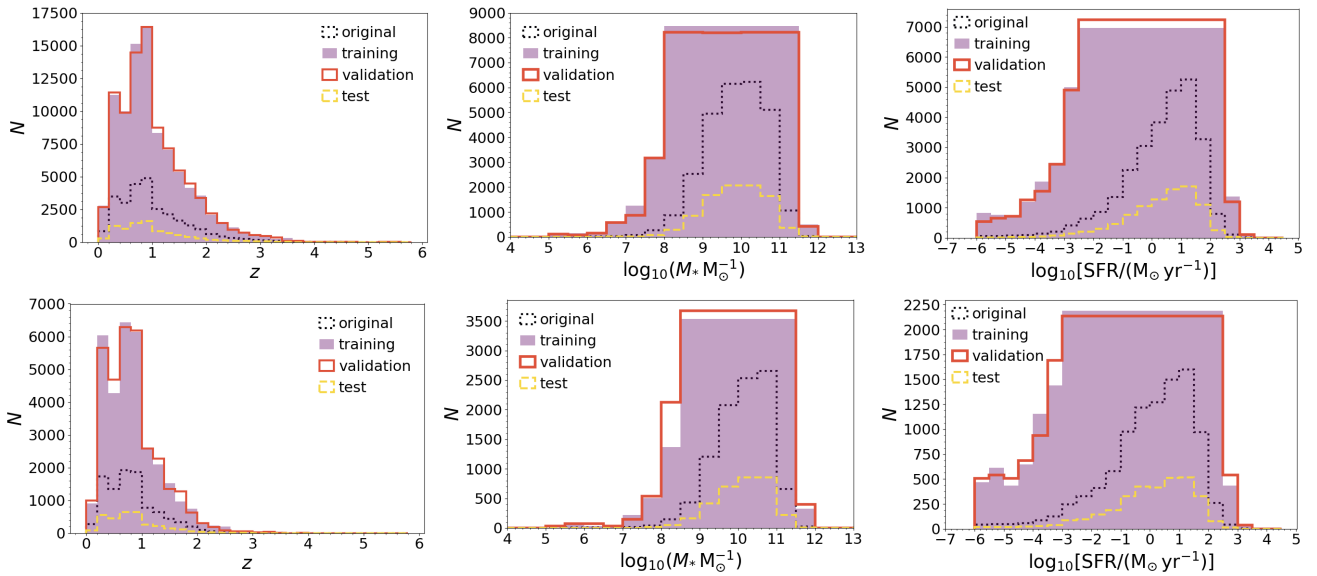 17500
15000
12500
10000
7500
5000
2500
0
N
0 1 2 3 4 5 6
z
original
training
validation
test
9000
8000
7000
6000
5000
4000
3000
2000
1000
0
N
4 5 6 7 8 9 10 11 12 13
log₁₀(M* M⊙⁻¹)
original
training
validation
test
7000
6000
5000
4000
3000
2000
1000
0
N
−7 −6 −5 −4 −3 −2 −1 0 1 2 3 4 5
log₁₀[SFR/(M⊙ yr⁻¹)]
original
training
validation
test
7000
6000
5000
4000
3000
2000
1000
0
N
0 1 2 3 4 5 6
z
original
training
validation
test
3500
3000
2500
2000
1500
1000
500
0
N
4 5 6 7 8 9 10 11 12 13
log₁₀(M* M⊙⁻¹)
original
training
validation
test
2250
2000
1750
1500
1250
1000
750
500
250
0
N
−7 −6 −5 −4 −3 −2 −1 0 1 2 3 4 5
log₁₀[SFR/(M⊙ yr⁻¹)]
original
training
validation
test